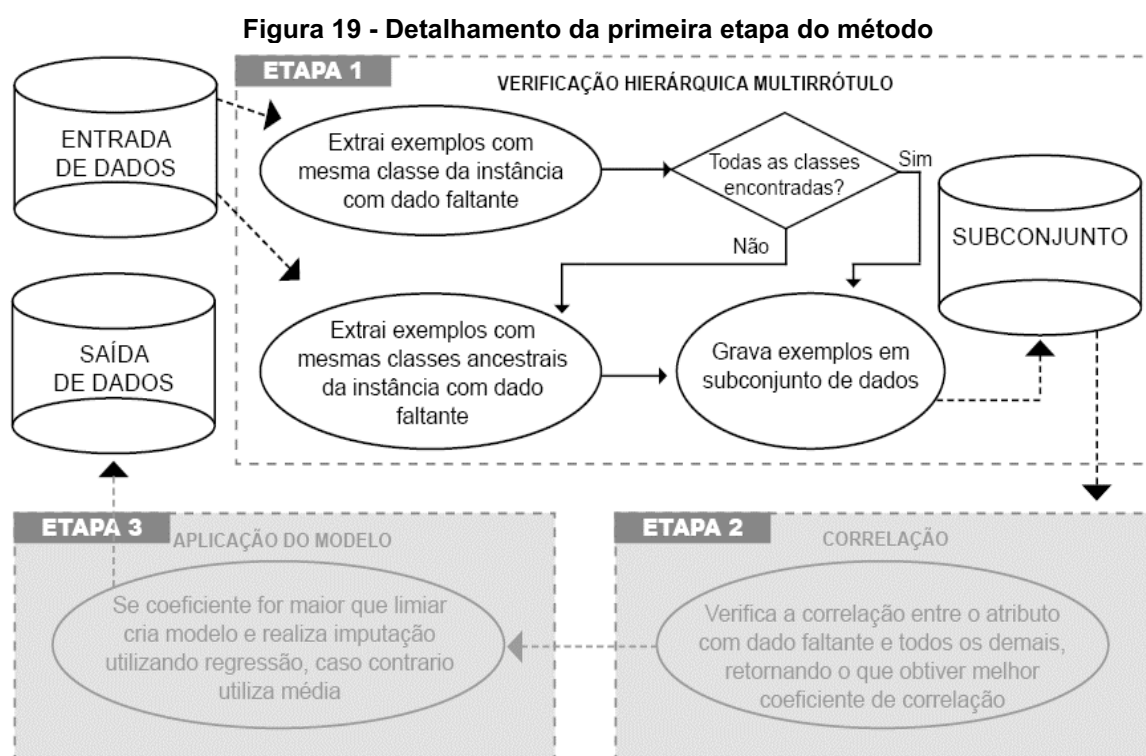 Figura 19 - Detalhamento da primeira etapa do método
ENTRADA
DE DADOS
ETAPA 1
VERIFICAÇÃO HIERÁRQUICA MULTIRRÓTULO
Extrai exemplos com
mesma classe da instância
com dado faltante
Todas as classes
encontradas?
Sim
Não
SUBCONJUNTO
SAÍDA
DE DADOS
Extrai exemplos com
mesmas classes ancestrais
da instância com dado
faltante
Grava exemplos em
subconjunto de dados
ETAPA 3
APLICAÇÃO DO MODELO
Se coeficiente for maior que limiar
cria modelo e realiza imputação
utilizando regressão, caso contrario
utiliza média
ETAPA 2
CORRELAÇÃO
Verifica a correlação entre o atributo
com dado faltante e todos os demais,
retornando o que obtiver melhor
coeficiente de correlação